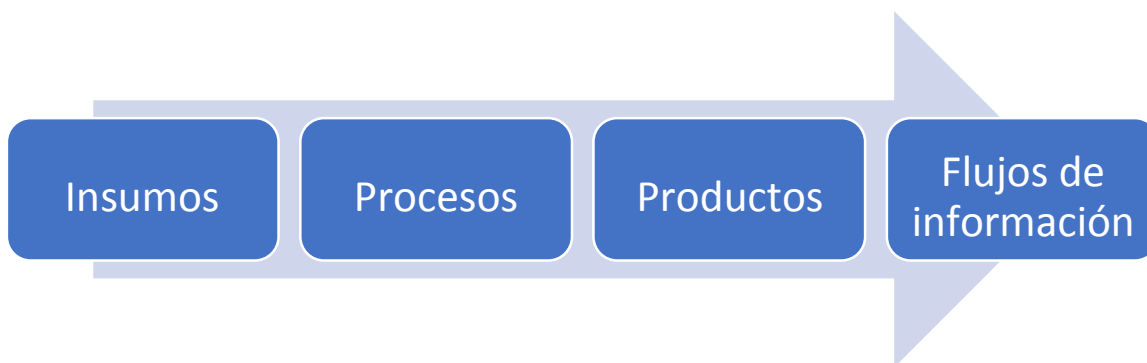 Insumos
Procesos
Productos
Flujos de
información